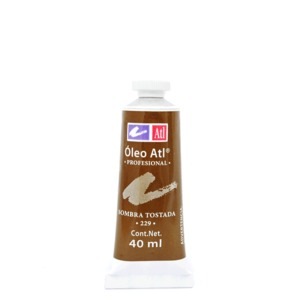 Atl
Óleo Atl®
• PROFESIONAL •
SOMBRA TOSTADA
• 229 •
Cont.Net.
40 ml